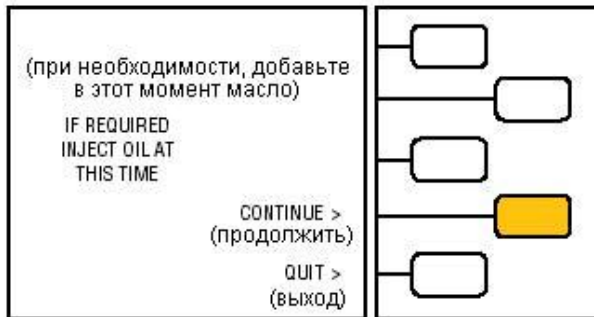 (при необходимости, добавьте
в этот момент масло)
IF REQUIRED
INJECT OIL AT
THIS TIME
CONTINUE >
(продолжить)
QUIT >
(выход)